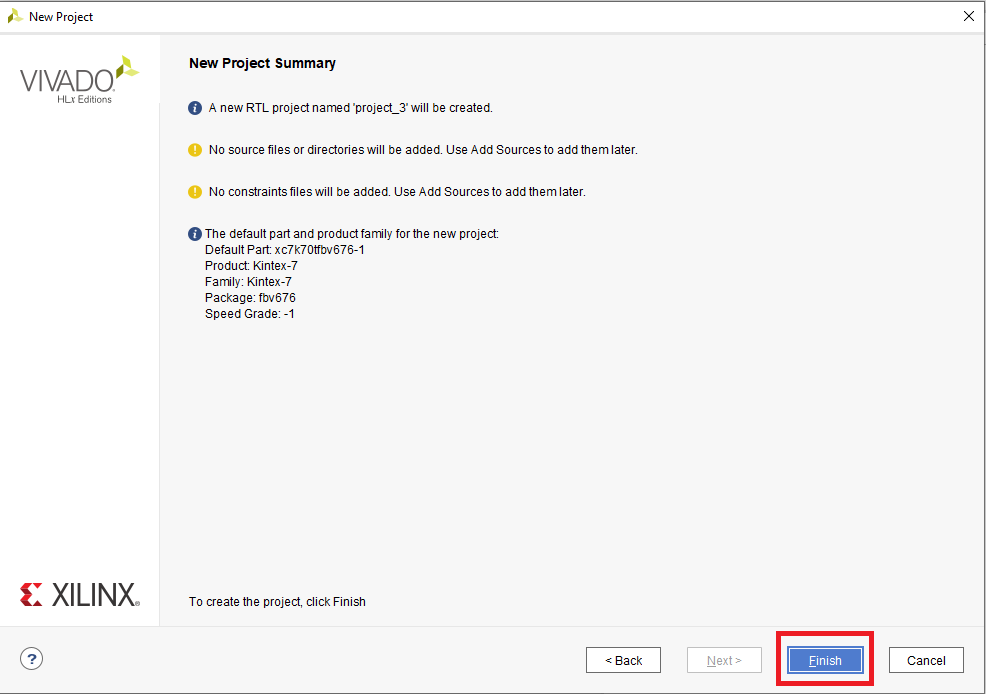 New Project
VIVADO
HLx Editions
New Project Summary
A new RTL project named 'project_3' will be created.
No source files or directories will be added. Use Add Sources to add them later.
No constraints files will be added. Use Add Sources to add them later.
The default part and product family for the new project:
Default Part: xc7k70tfbv676-1
Product: Kintex-7
Family: Kintex-7
Package: fbv676
Speed Grade: -1
XILINX
To create the project, click Finish
? < Back Next > Finish Cancel